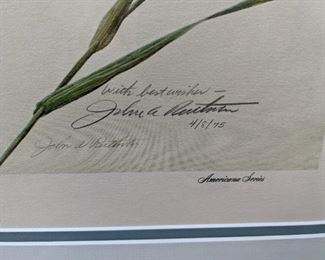 With best wishes —
John A. Ruthven
4/8/75
John A. Ruthven
Americana Series